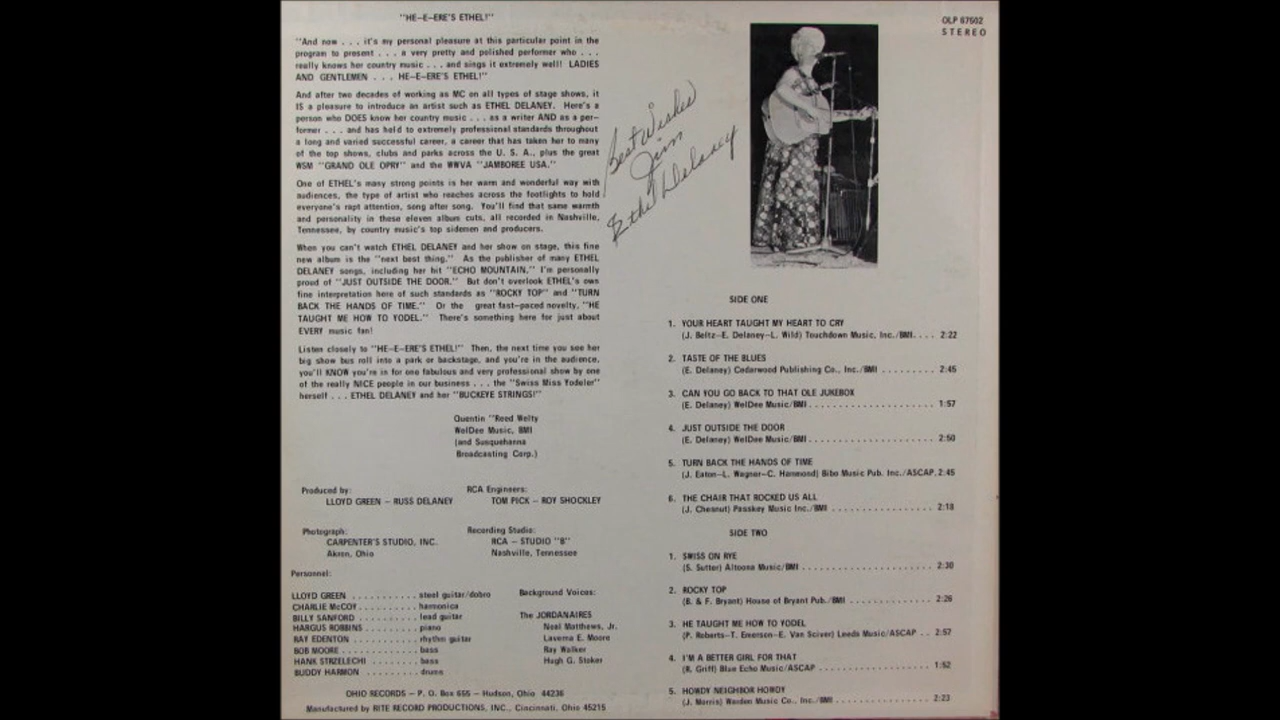 "HE-E-ERE'S ETHEL!"
"And now . . . it's my personal pleasure at this particular point in the
program to present . . . a very pretty and polished performer who . . .
really knows her country music . . . and sings it extremely well! LADIES
AND GENTLEMEN . . . HE-E-ERE'S ETHEL!"
And after two decades of working as MC on all types of stage shows, it
IS a pleasure to introduce an artist such as ETHEL DELANEY. Here's a
person who DOES know her country music . . . as a writer AND as a per-
former . . . and has held to extremely professional standards throughout
a long and varied successful career, a career that has taken her to many
of the top shows, clubs and parks across the U. S. A., plus the great
WSM "GRAND OLE OPRY" and the WWVA "JAMBOREE USA."
One of ETHEL's many strong points is her warm and wonderful way with
audiences, the type of artist who reaches across the footlights to hold
everyone's rapt attention, song after song. You'll find that same warmth
and personality in these eleven album cuts, all recorded in Nashville,
Tennessee, by country music's top sidemen and producers.
When you can't watch ETHEL DELANEY and her show on stage, this fine
new album is the "next best thing." As the publisher of many ETHEL
DELANEY songs, including her hit "ECHO MOUNTAIN," I'm personally
proud of "JUST OUTSIDE THE DOOR." But don't overlook ETHEL's own
fine interpretation here of such standards as "ROCKY TOP" and "TURN
BACK THE HANDS OF TIME." Or the great fast-paced novelty, "HE
TAUGHT ME HOW TO YODEL." There's something here for just about
EVERY music fan!
Listen closely to "HE-E-ERE'S ETHEL!" Then, the next time you see her
big show bus roll into a park or backstage, and you're in the audience,
you'll KNOW you're in for one fabulous and very professional show by one
of the really NICE people in our business . . . the "Swiss Miss Yodeler"
herself . . . ETHEL DELANEY and her "BUCKEYE STRINGS!"
Quentin "Reed Welty
WelDee Music, BMI
(and Susquehanna
Broadcasting Corp.)
Produced by:
LLOYD GREEN - RUSS DELANEY
RCA Engineers:
TOM PICK - ROY SHOCKLEY
Photograph:
CARPENTER'S STUDIO, INC.
Akron, Ohio
Recording Studio:
RCA - STUDIO "B"
Nashville, Tennessee
Personnel:
LLOYD GREEN . . . . . . . . . . steel guitar/dobro
CHARLIE McCOY . . . . . . . . . . harmonica
BILLY SANFORD . . . . . . . . . . lead guitar
HARGUS ROBBINS . . . . . . . . . piano
RAY EDENTON . . . . . . . . . . rhythm guitar
BOB MOORE . . . . . . . . . . . bass
HANK STRZELECHI . . . . . . . . bass
BUDDY HARMON . . . . . . . . . drums
Background Voices:
The JORDANAIRES
Neal Matthews, Jr.
Laverna E. Moore
Ray Walker
Hugh G. Stoker
OHIO RECORDS - P. O. Box 655 - Hudson, Ohio 44236
Manufactured by RITE RECORD PRODUCTIONS, INC., Cincinnati, Ohio 45215
Best Wishes
Jim
Ethel Delaney
OLP 67502
STEREO
SIDE ONE
1. YOUR HEART TAUGHT MY HEART TO CRY
(J. Beltz-E. Delaney-L. Wild) Touchdown Music, Inc./BMI. . . . 2:22
2. TASTE OF THE BLUES
(E. Delaney) Cedarwood Publishing Co., Inc./BMI . . . . . . . . . 2:45
3. CAN YOU GO BACK TO THAT OLE JUKEBOX
(E. Delaney) WelDee Music/BMI . . . . . . . . . . . . . . . . . . . 1:57
4. JUST OUTSIDE THE DOOR
(E. Delaney) WelDee Music/BMI . . . . . . . . . . . . . . . . . . . 2:50
5. TURN BACK THE HANDS OF TIME
(J. Eaton-L. Wagner-C. Hammond) Bibo Music Pub. Inc./ASCAP. 2:45
6. THE CHAIR THAT ROCKED US ALL
(J. Chesnut) Passkey Music Inc./BMI . . . . . . . . . . . . . . . . 2:18
SIDE TWO
1. SWISS ON RYE
(S. Sutter) Altoona Music/BMI . . . . . . . . . . . . . . . . . . . . 2:30
2. ROCKY TOP
(B. & F. Bryant) House of Bryant Pub./BMI . . . . . . . . . . . . . 2:26
3. HE TAUGHT ME HOW TO YODEL
(P. Roberts-T. Emerson-E. Van Sciver) Leeds Music/ASCAP . . 2:57
4. I'M A BETTER GIRL FOR THAT
(R. Griff) Blue Echo Music/ASCAP . . . . . . . . . . . . . . . . . 1:52
5. HOWDY NEIGHBOR HOWDY
(J. Morris) Warden Music Co., Inc./BMI . . . . . . . . . . . . . . . 2:23